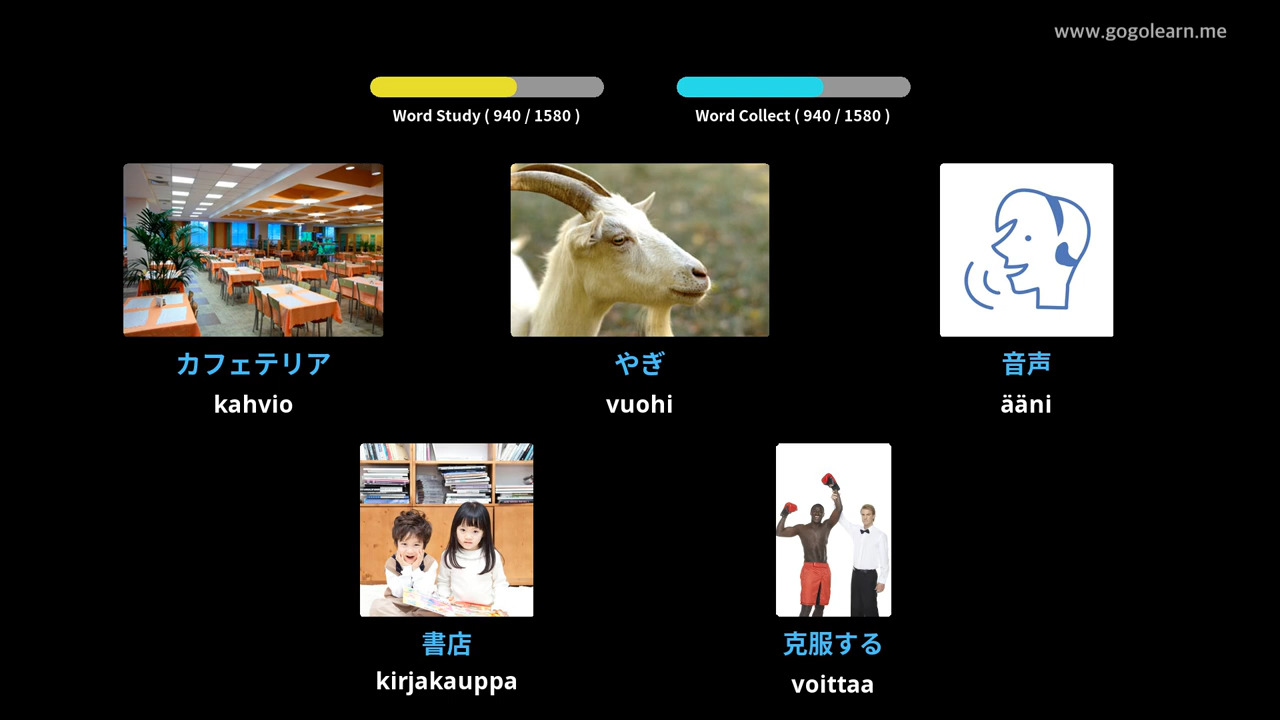 www.gogolearn.me
Word Study ( 940 / 1580 )
Word Collect ( 940 / 1580 )
カフェテリア
kahvio
やぎ
vuohi
音声
ääni
書店
kirjakauppa
克服する
voittaa